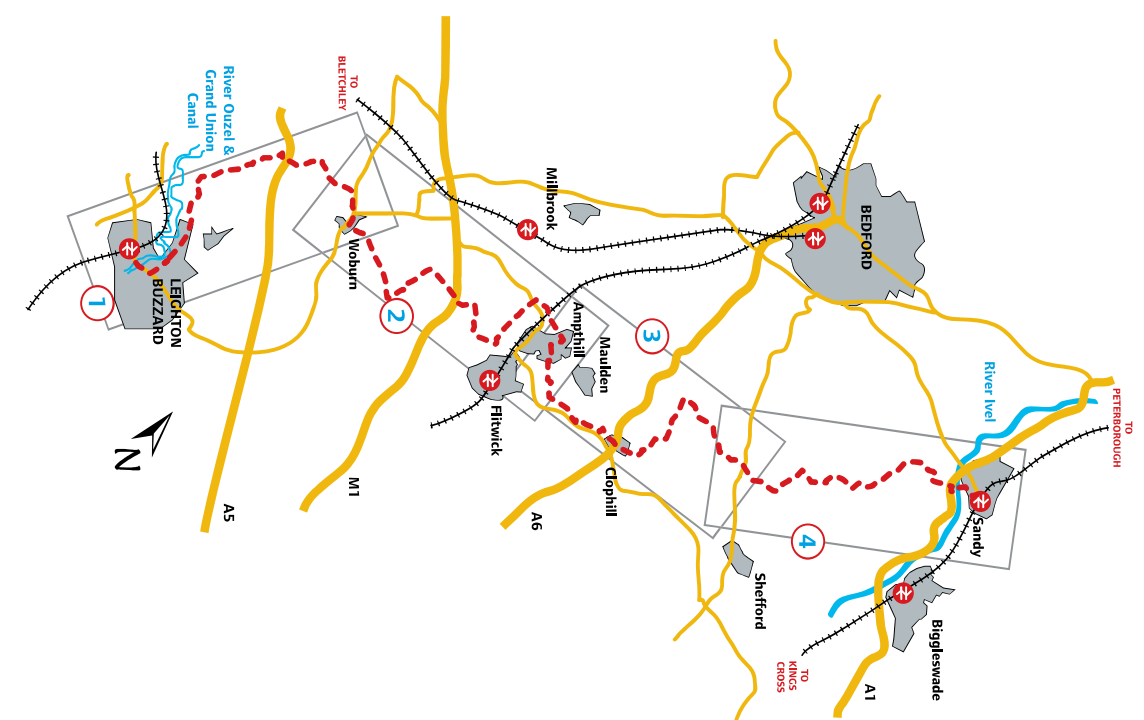 River Ouzel &
Grand Union
Canal
TO
BLETCHLEY
Millbrook
BEDFORD
Woburn
LEIGHTON
BUZZARD
1
2
3
4
Ampthill
Maulden
Flitwick
Clophill
River Ivel
TO
PETERBOROUGH
Sandy
Shefford
Biggleswade
TO
KINGS
CROSS
N
A5
M1
A6
A1